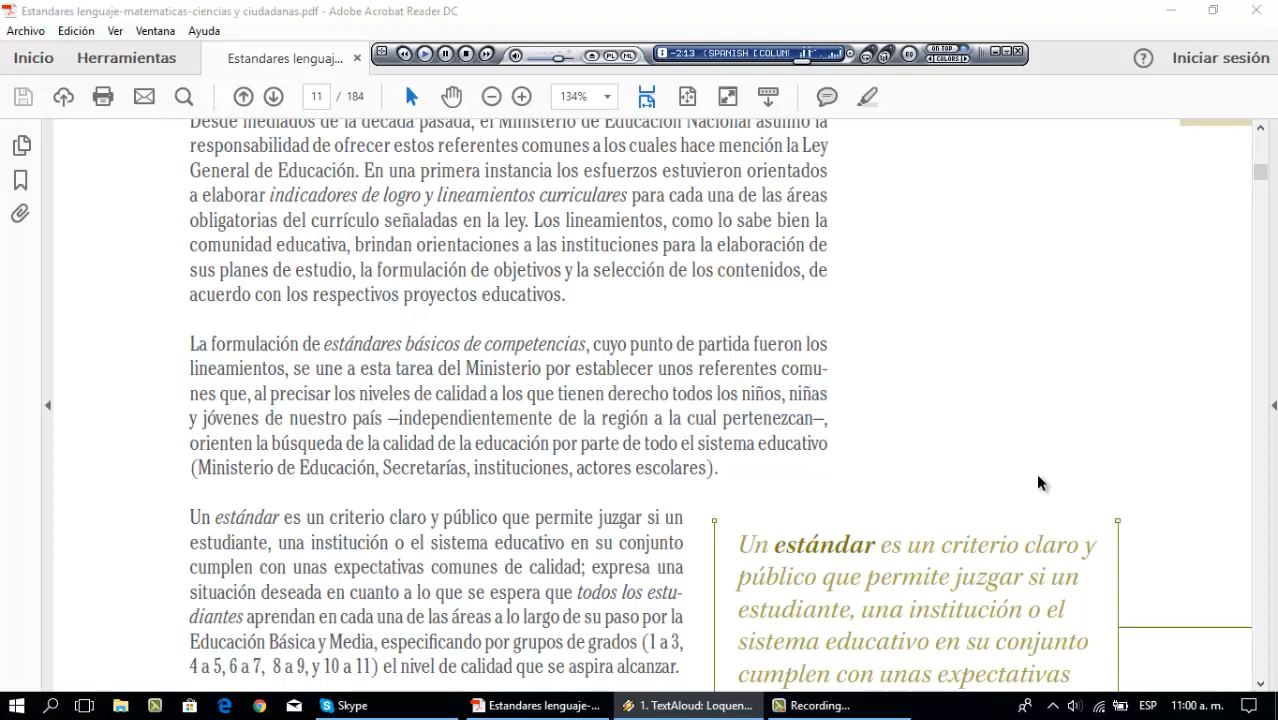 Estandares lenguaje-matematicas-ciencias y ciudadanas.pdf - Adobe Acrobat Reader DC
Archivo Edición Ver Ventana Ayuda
Inicio Herramientas Estandares lenguaj... × -2:13 (SPANISH [COLUM Iniciar sesión
PL ML EQ ON TOP COLORS
11 / 184 134%
Desde mediados de la década pasada, el Ministerio de Educación Nacional asumió la
responsabilidad de ofrecer estos referentes comunes a los cuales hace mención la Ley
General de Educación. En una primera instancia los esfuerzos estuvieron orientados
a elaborar indicadores de logro y lineamientos curriculares para cada una de las áreas
obligatorias del currículo señaladas en la ley. Los lineamientos, como lo sabe bien la
comunidad educativa, brindan orientaciones a las instituciones para la elaboración de
sus planes de estudio, la formulación de objetivos y la selección de los contenidos, de
acuerdo con los respectivos proyectos educativos.
La formulación de estándares básicos de competencias, cuyo punto de partida fueron los
lineamientos, se une a esta tarea del Ministerio por establecer unos referentes comu-
nes que, al precisar los niveles de calidad a los que tienen derecho todos los niños, niñas
y jóvenes de nuestro país –independientemente de la región a la cual pertenezcan–,
orienten la búsqueda de la calidad de la educación por parte de todo el sistema educativo
(Ministerio de Educación, Secretarías, instituciones, actores escolares).
Un estándar es un criterio claro y público que permite juzgar si un
estudiante, una institución o el sistema educativo en su conjunto
cumplen con unas expectativas comunes de calidad; expresa una
situación deseada en cuanto a lo que se espera que todos los estu-
diantes aprendan en cada una de las áreas a lo largo de su paso por la
Educación Básica y Media, especificando por grupos de grados (1 a 3,
4 a 5, 6 a 7, 8 a 9, y 10 a 11) el nivel de calidad que se aspira alcanzar.
Un estándar es un criterio claro y
público que permite juzgar si un
estudiante, una institución o el
sistema educativo en su conjunto
cumplen con unas expectativas
Skype Estandares lenguaje-... 1. TextAloud: Loquen... Recording... ESP 11:00 a. m.